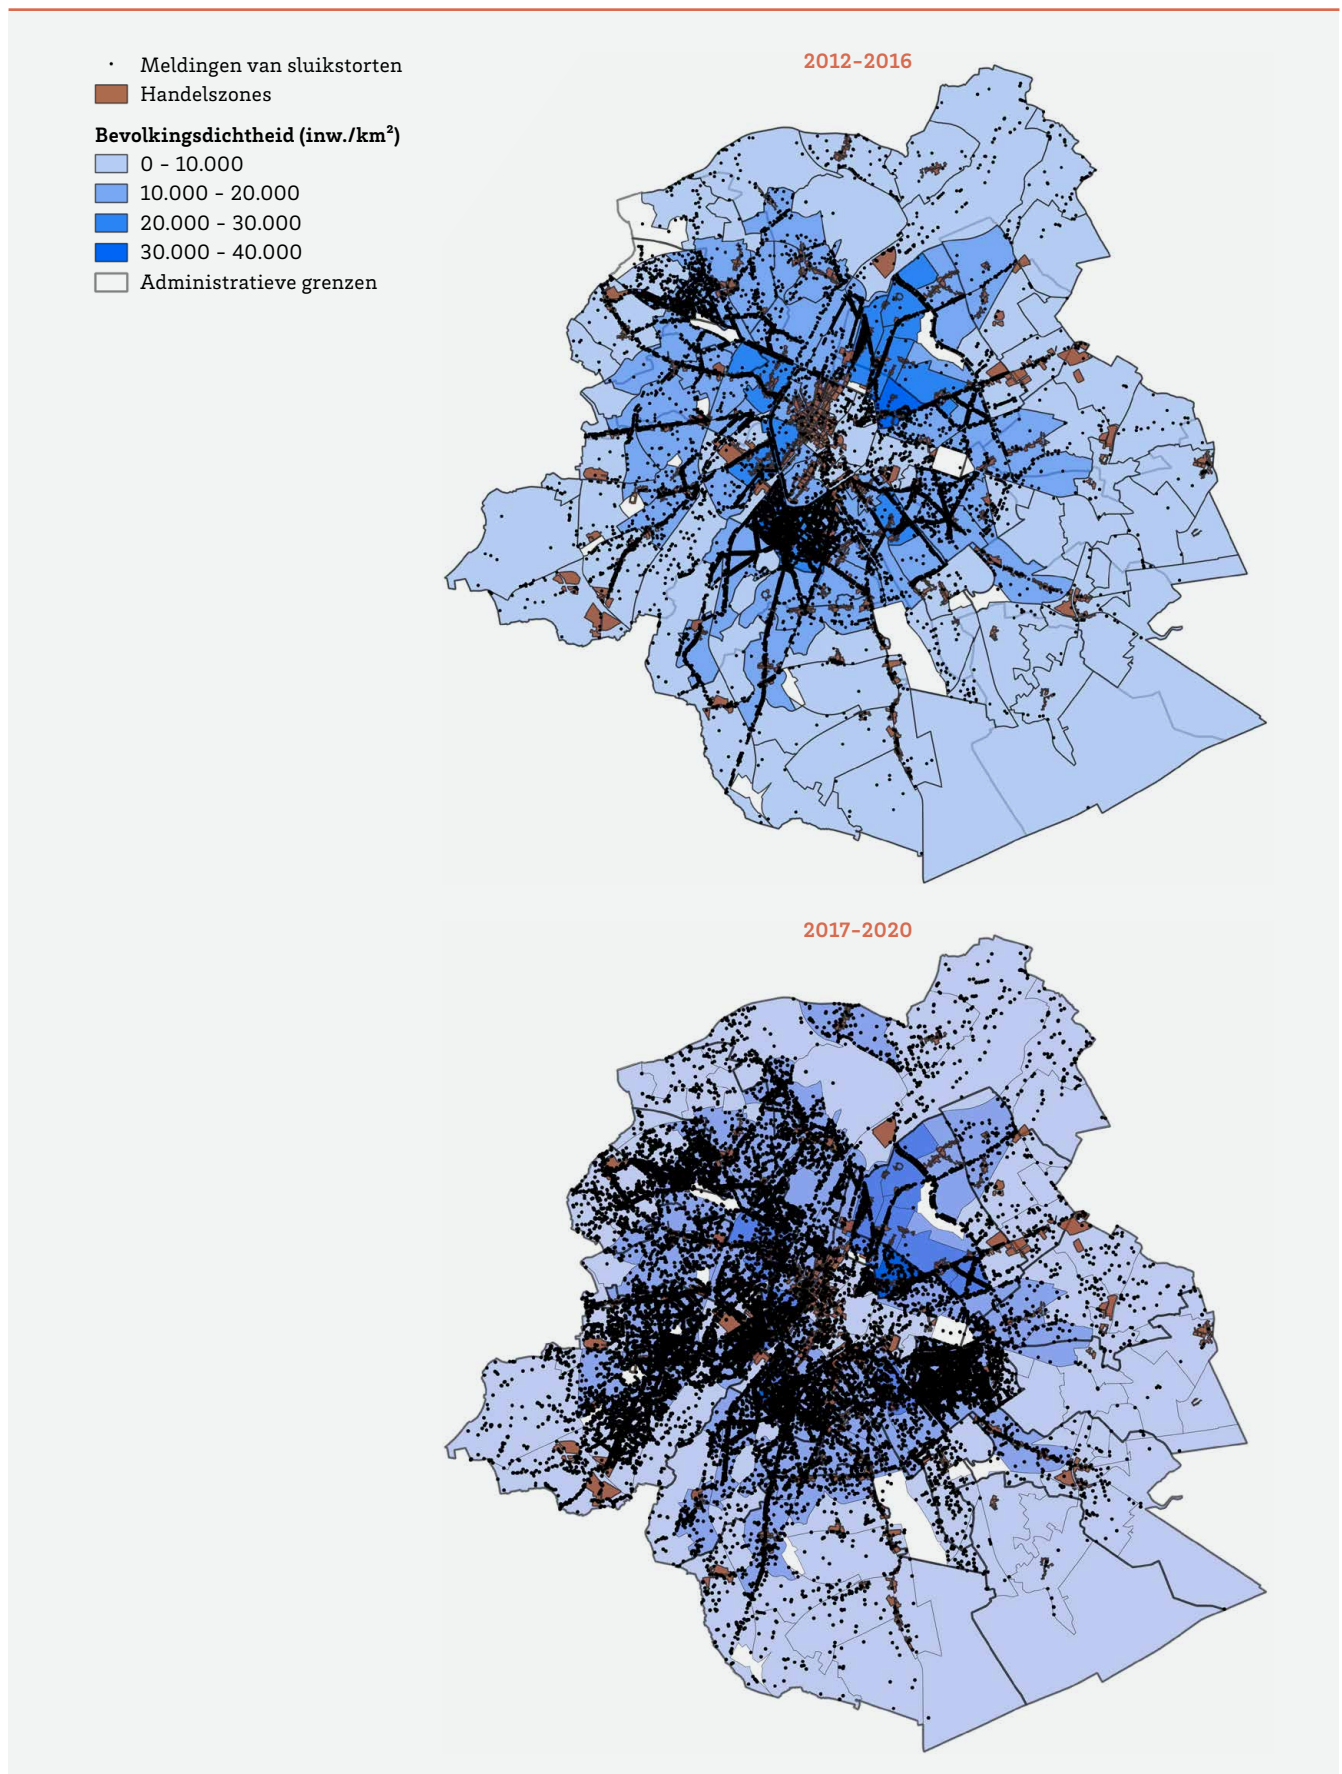 2012-2016
Meldingen van sluikstorten
Handelszones
Bevolkingsdichtheid (inw./km²)
0 - 10.000
10.000 - 20.000
20.000 - 30.000
30.000 - 40.000
Administratieve grenzen
2017-2020